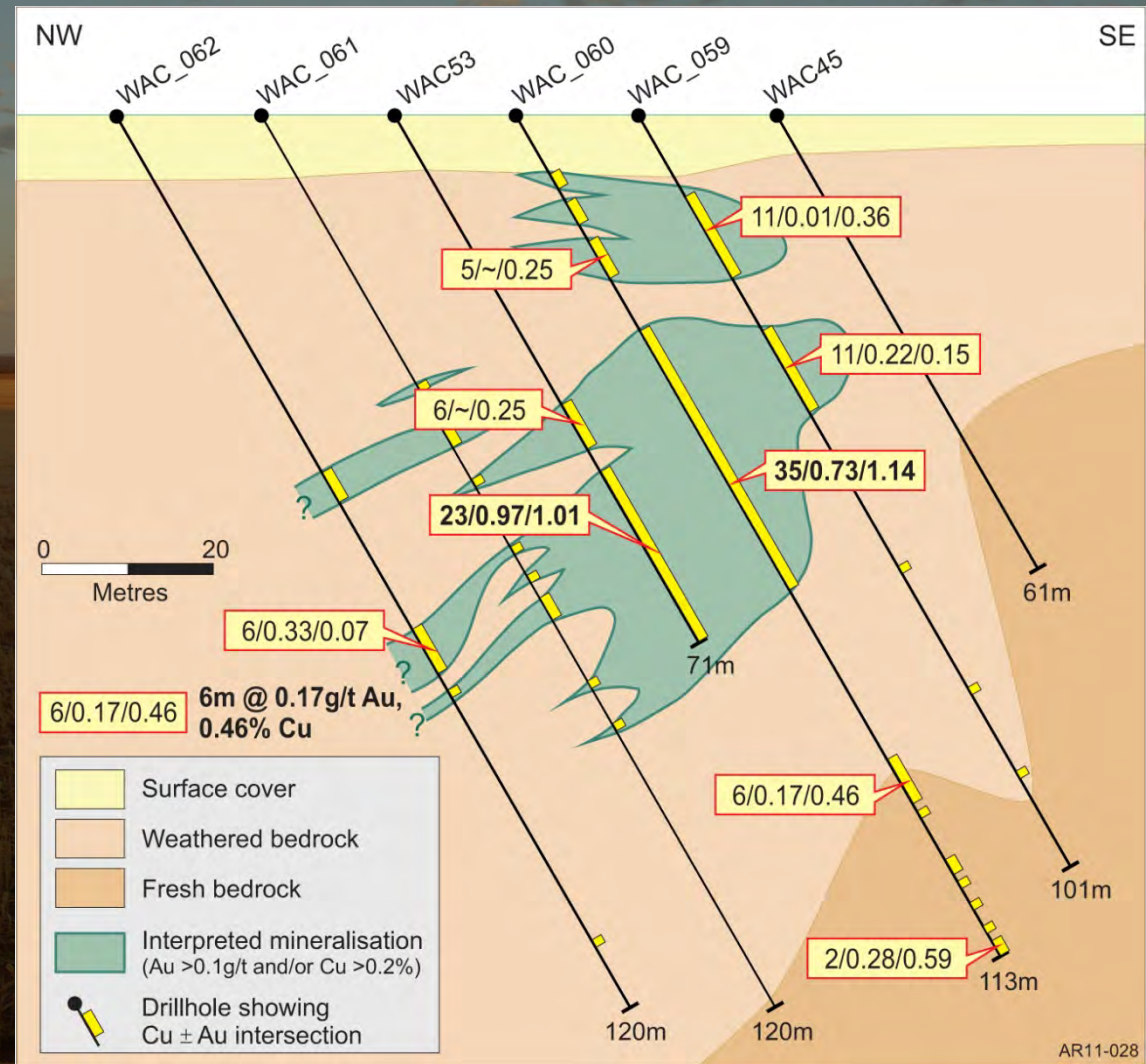 NW
SE
WAC_062
WAC_061
WAC53
WAC_060
WAC_059
WAC45
11/0.01/0.36
5/~/0.25
11/0.22/0.15
6/~/0.25
35/0.73/1.14
?
23/0.97/1.01
0 20
Metres
61m
6/0.33/0.07
71m
?
6/0.17/0.46
6m @ 0.17g/t Au,
0.46% Cu
?
Surface cover
6/0.17/0.46
Weathered bedrock
101m
Fresh bedrock
Interpreted mineralisation
(Au >0.1g/t and/or Cu >0.2%)
2/0.28/0.59
113m
Drillhole showing
Cu ± Au intersection
120m
120m
AR11-028